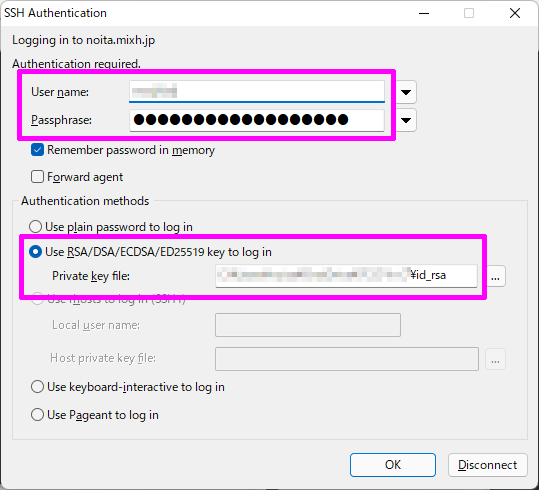 SSH Authentication
Logging in to noita.mixh.jp
Authentication required.
User name:
Passphrase: ●●●●●●●●●●●●●●●●●●
Remember password in memory
Forward agent
Authentication methods
Use plain password to log in
Use RSA/DSA/ECDSA/ED25519 key to log in
Private key file: ¥id_rsa ...
Use rhosts to log in (SSH1)
Local user name:
Host private key file: ...
Use keyboard-interactive to log in
Use Pageant to log in
OK Disconnect